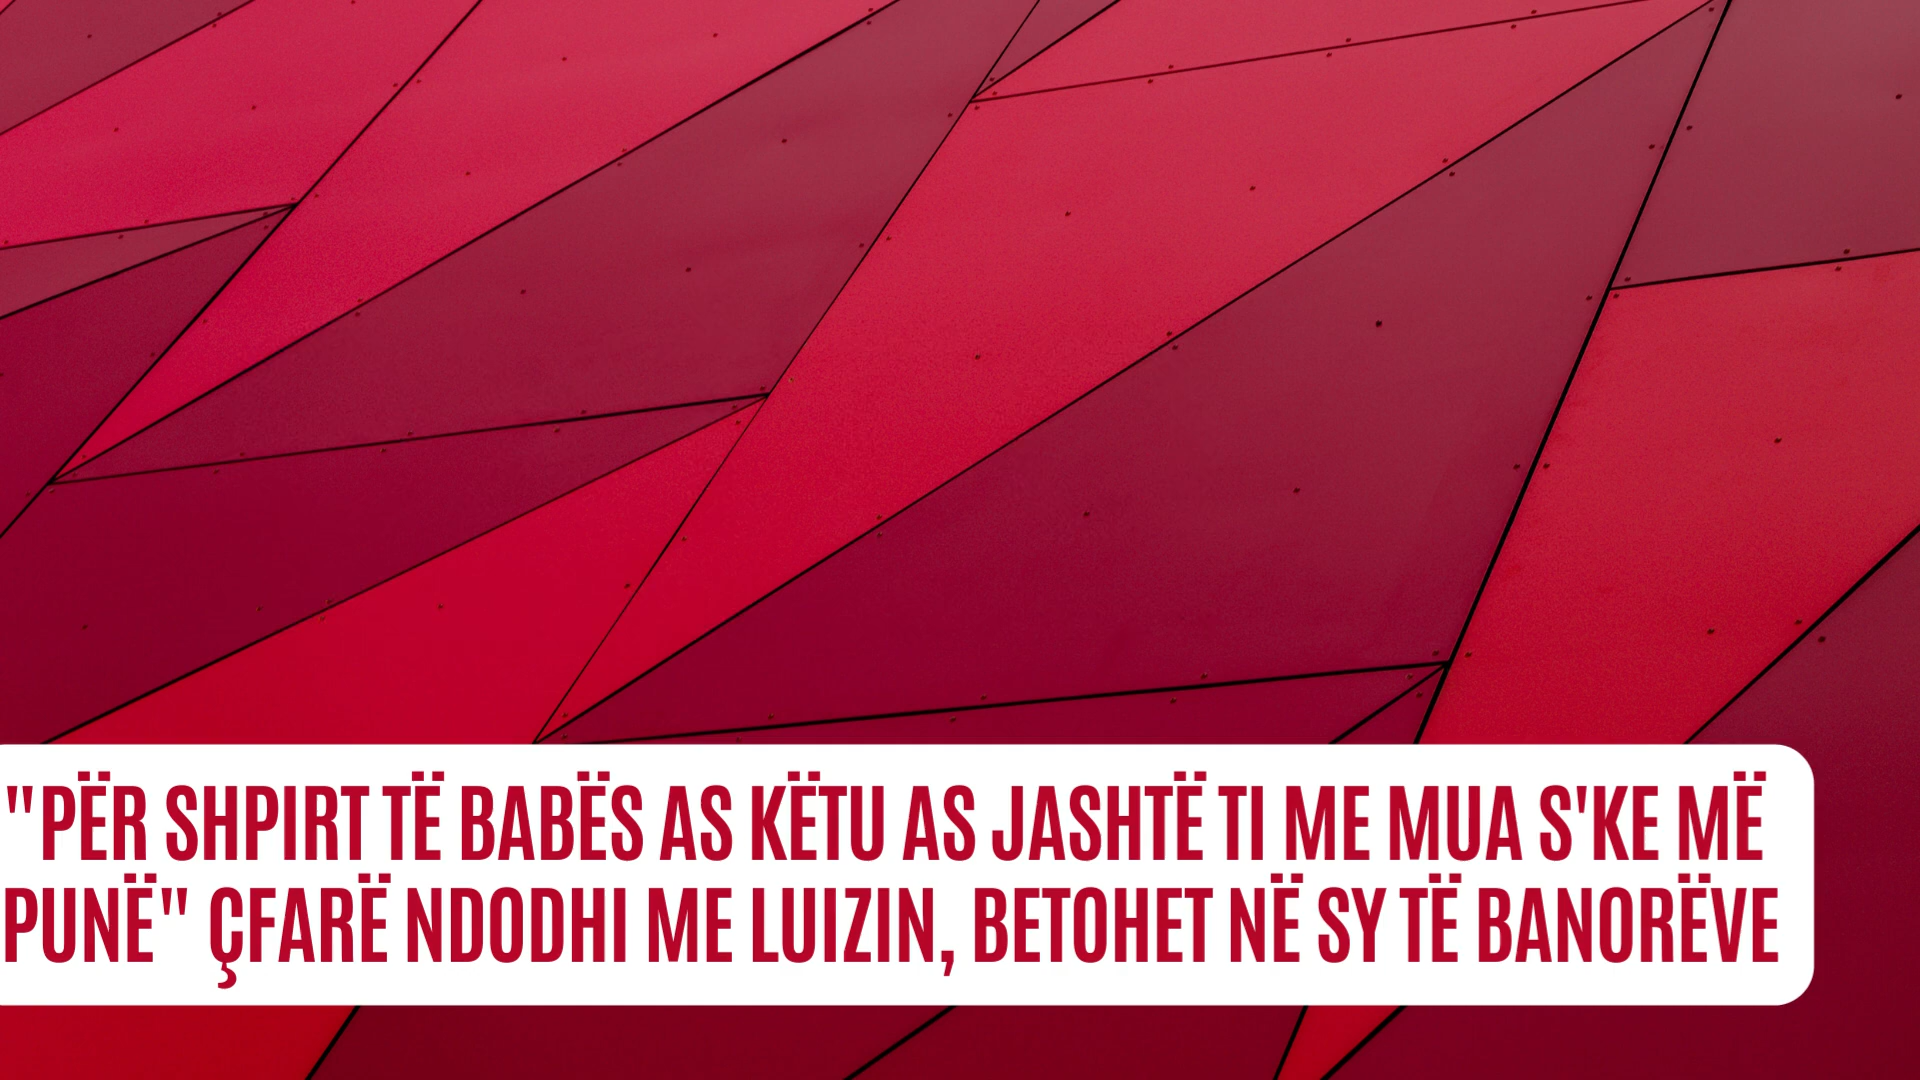 "PËR SHPIRT TË BABËS AS KËTU AS JASHTË TI ME MUA S'KE MË
PUNË" ÇFARË NDODHI ME LUIZIN, BETOHET NË SY TË BANORËVE